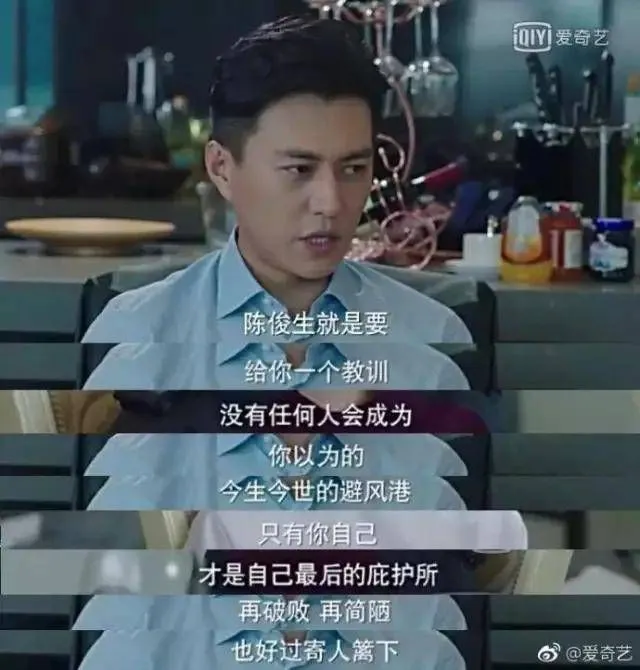 iQIY 爱奇艺
陈俊生就是要
给你一个教训
没有任何人会成为
你以为的
今生今世的避风港
只有你自己
才是自己最后的庇护所
再破败 再简陋
也好过寄人篱下
@爱奇艺